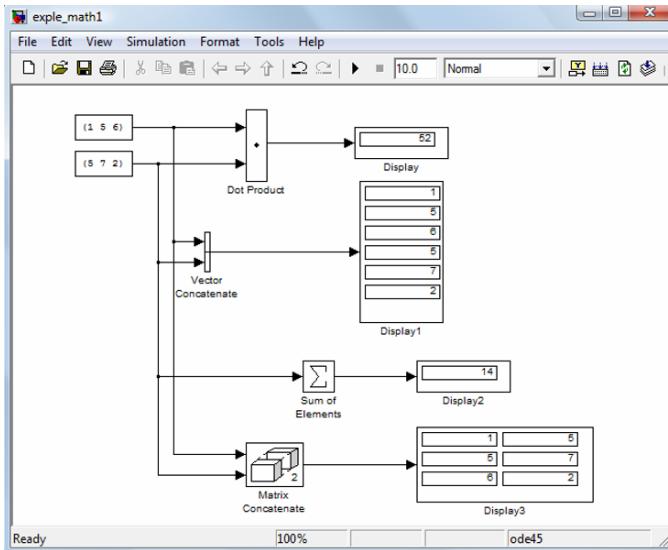 exple_math1
File Edit View Simulation Format Tools Help
10.0 Normal
(1 5 6)
(5 7 2)
Dot Product
52
Display
1
5
6
5
7
2
Display1
Vector
Concatenate
Sum of
Elements
14
Display2
2
Matrix
Concatenate
1 5
5 7
6 2
Display3
Ready 100% ode45